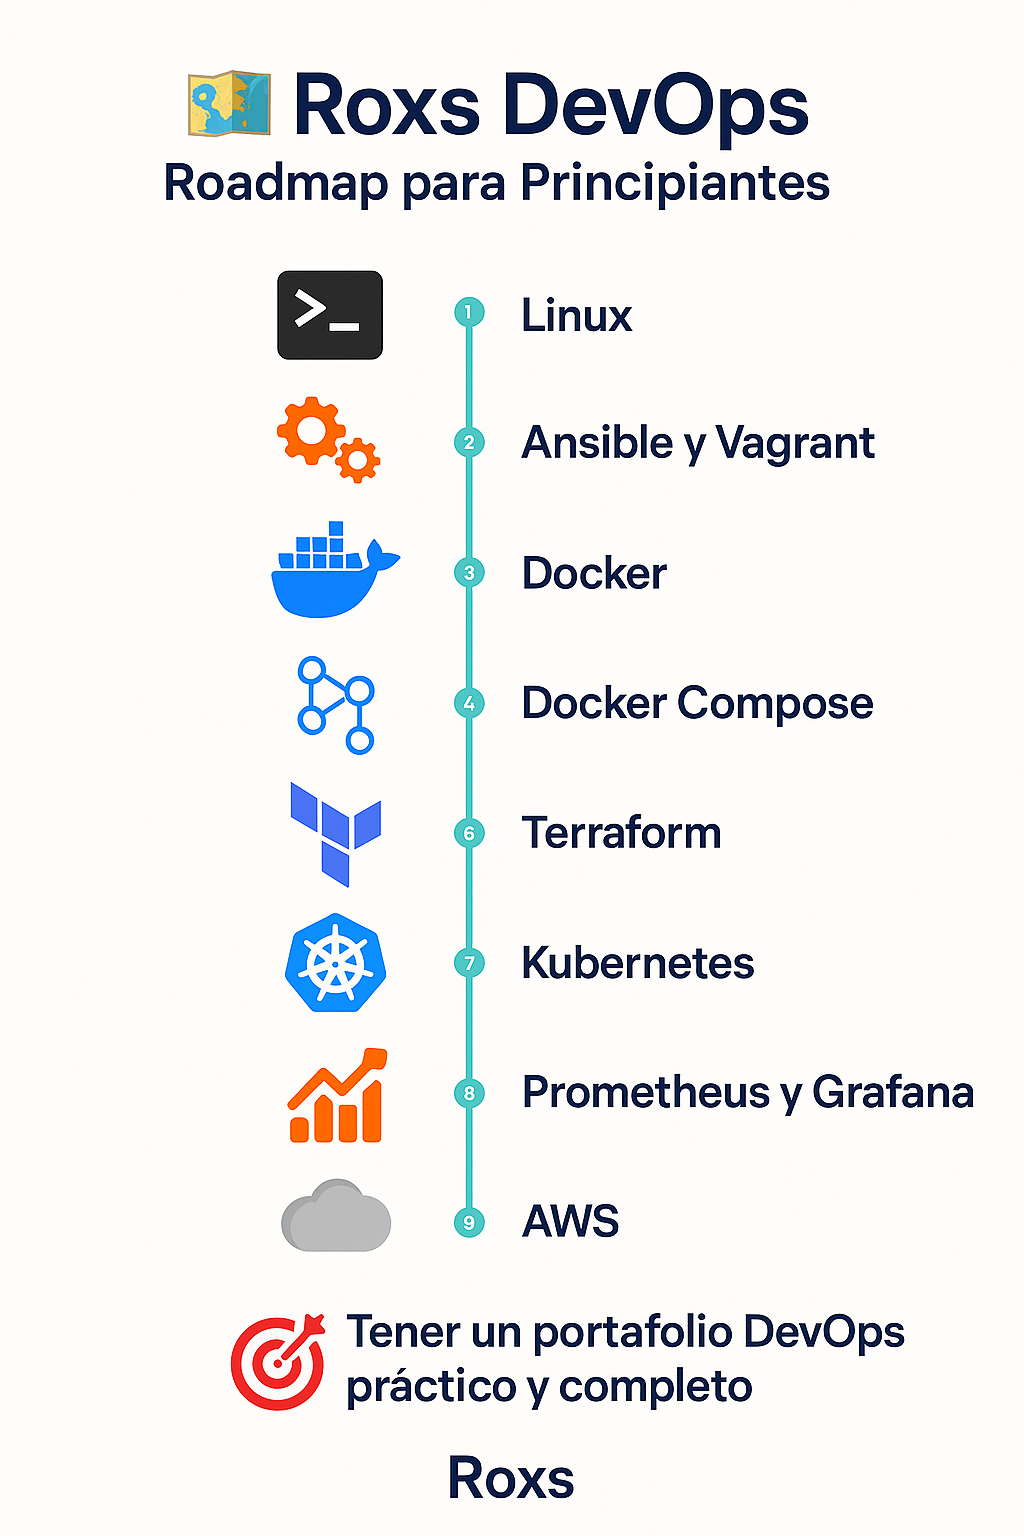 Roxs DevOps
Roadmap para Principiantes
>_
1 Linux
2 Ansible y Vagrant
3 Docker
4 Docker Compose
6 Terraform
7 Kubernetes
8 Prometheus y Grafana
9 AWS
Tener un portafolio DevOps
práctico y completo
Roxs